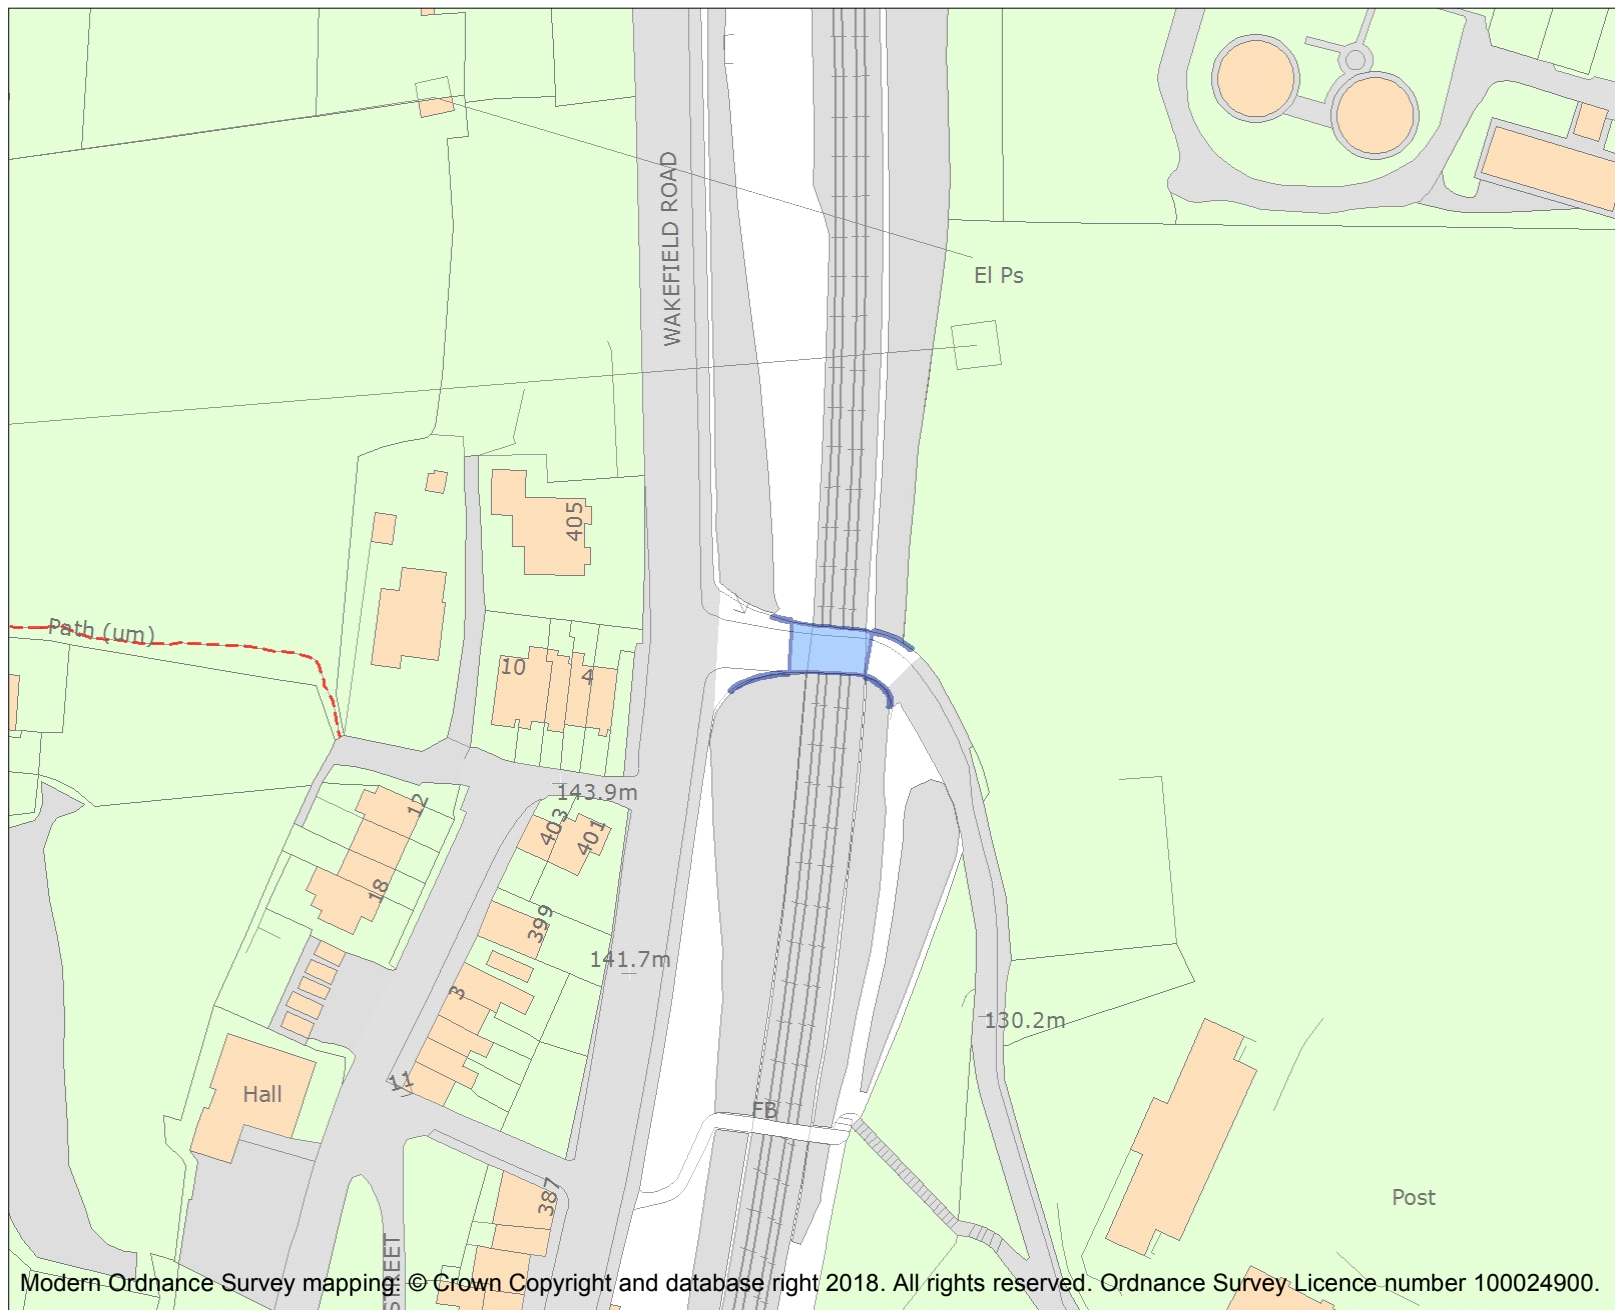 WAKEFIELD ROAD
El Ps
405
Path (um)
10
4
143.9m
12
403
401
18
399
141.7m
3
130.2m
11
Hall
FB
387
Post
STREET
Modern Ordnance Survey mapping: © Crown Copyright and database right 2018. All rights reserved. Ordnance Survey Licence number 100024900.